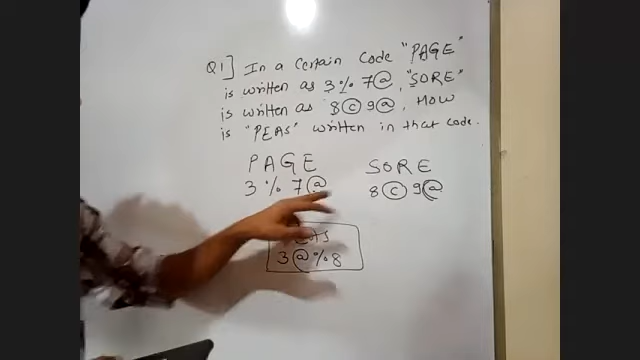 Q1] In a certain code "PAGE"
is written as 3%7@, "SORE"
is written as 8©9@, HOW
is "PEAS" written in that code.
PAGE SORE
3%7@ 8©9@
3@%8